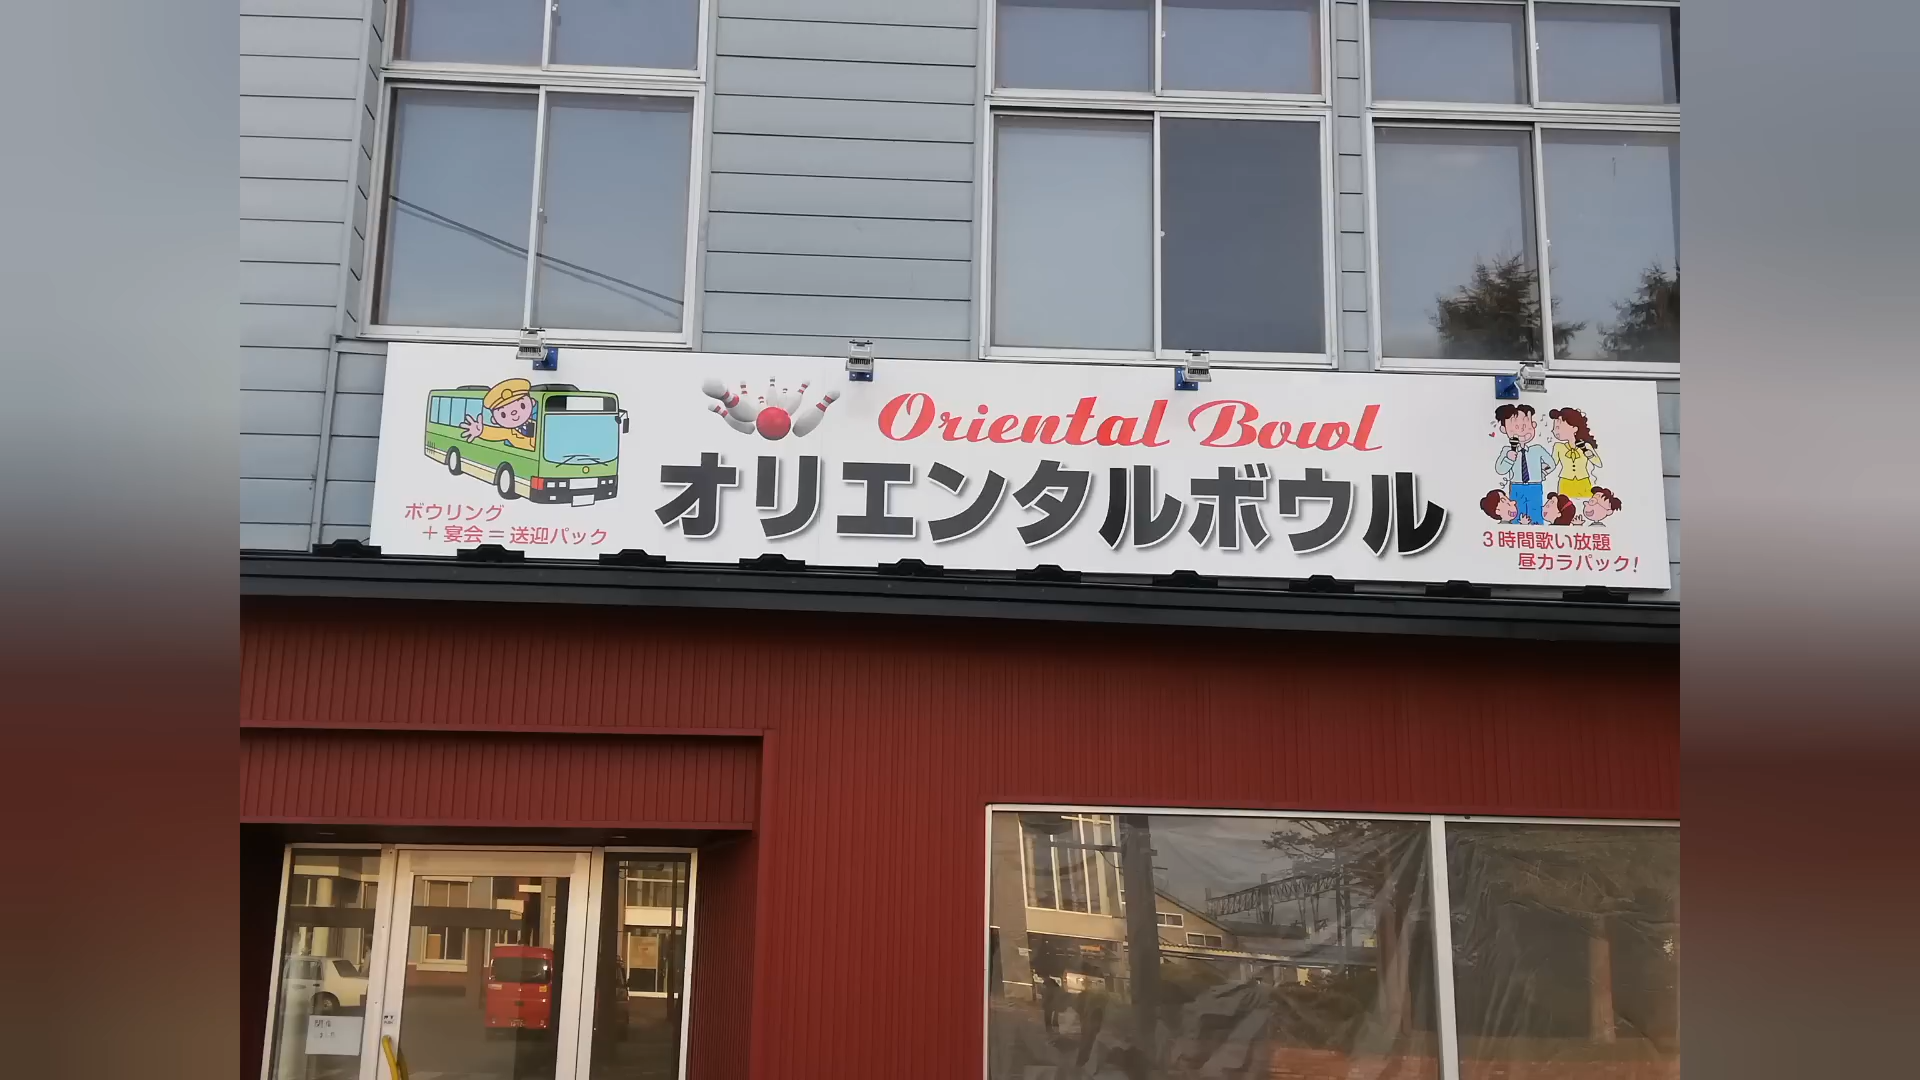 Oriental Bowl
オリエンタルボウル
ボウリング
＋宴会＝送迎パック
3時間歌い放題
昼カラパック!